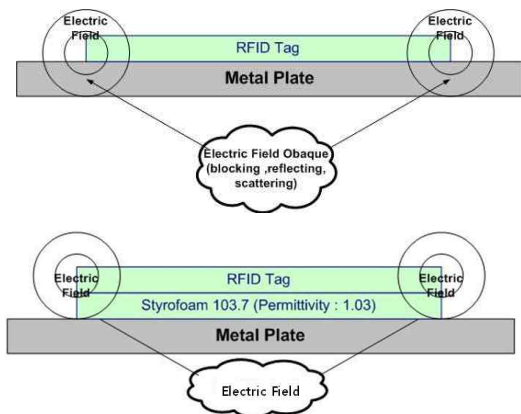 Electric
Field
RFID Tag
Electric
Field
Metal Plate
Electric Field Obaque
(blocking ,reflecting,
scattering)
Electric
Field
RFID Tag
Electric
Field
Styrofoam 103.7 (Permittivity : 1.03)
Metal Plate
Electric Field